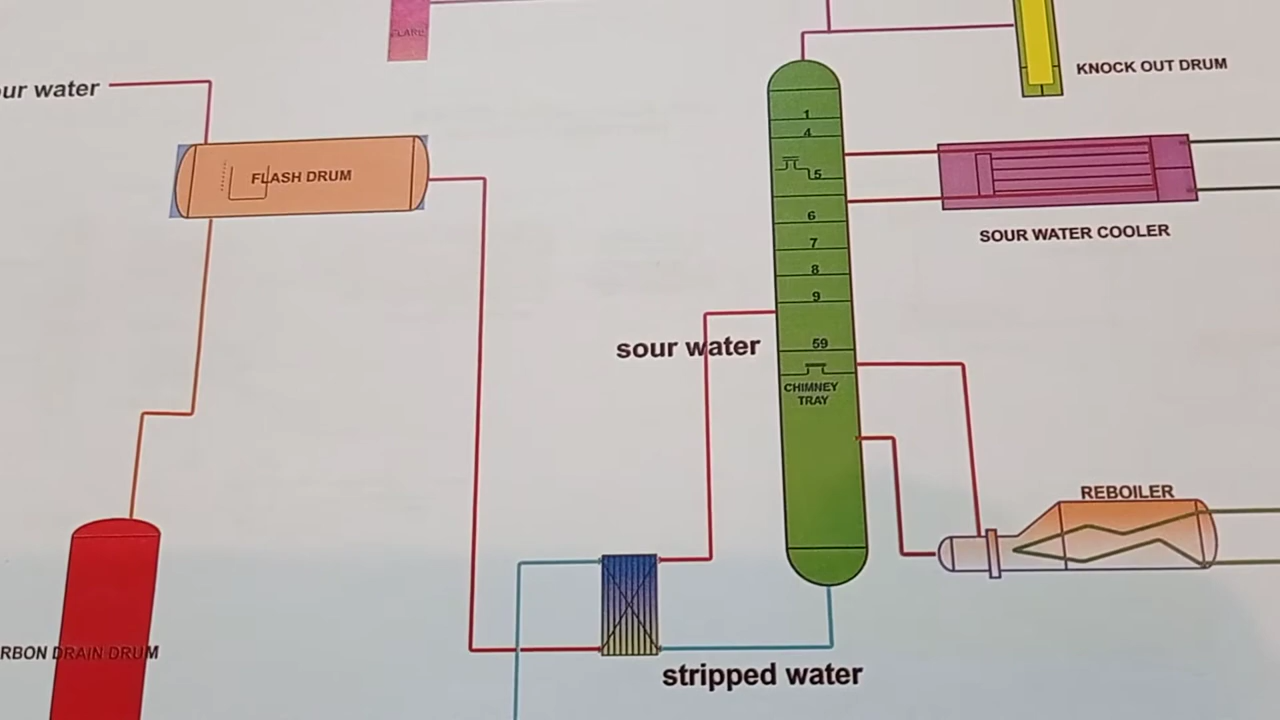 FLARE
KNOCK OUT DRUM
ur water
FLASH DRUM
1
4
5
6
7
8
9
59
SOUR WATER COOLER
sour water
CHIMNEY
TRAY
REBOILER
RBON DRAIN DRUM
stripped water